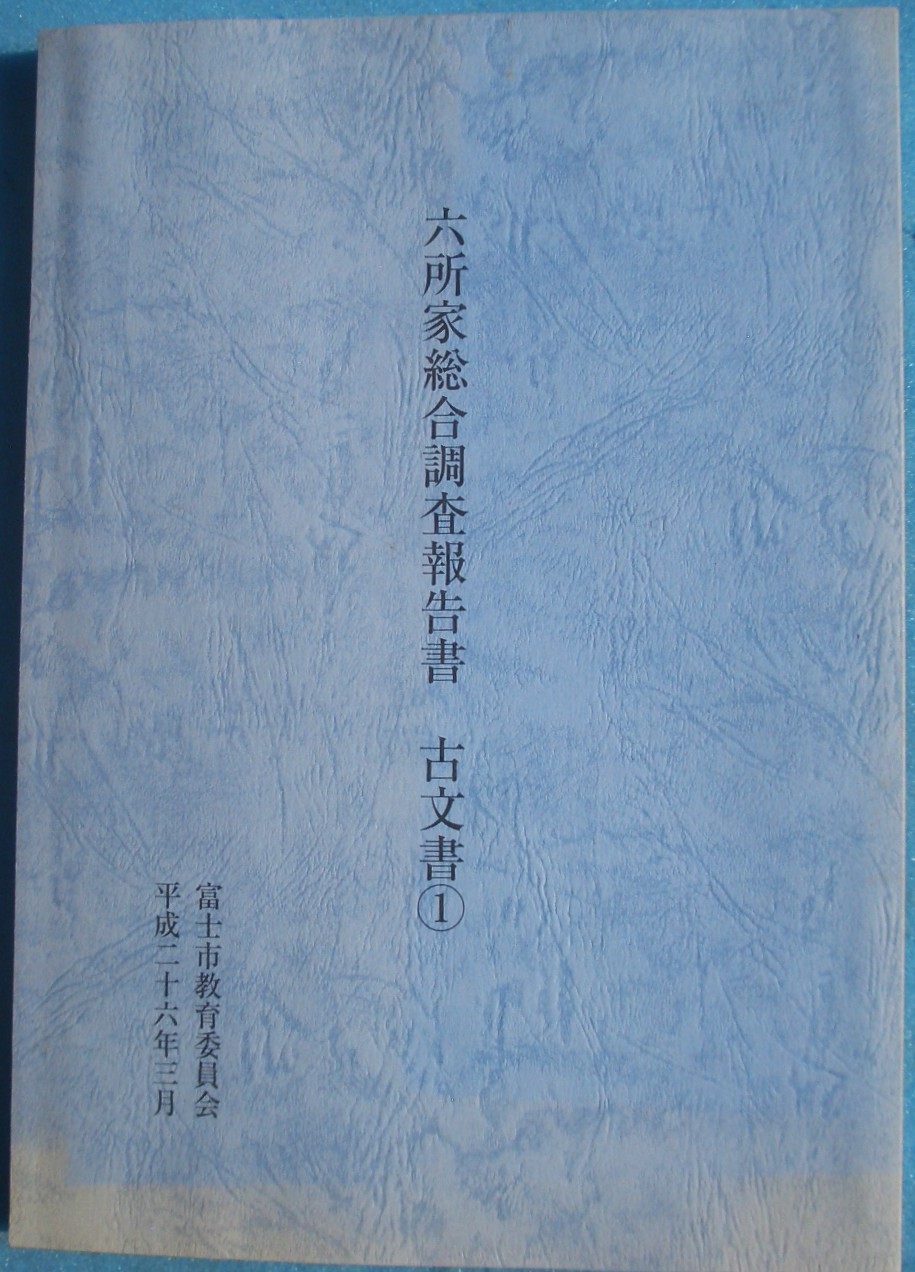 六所家総合調査報告書　古文書①
富士市教育委員会
平成二十六年三月